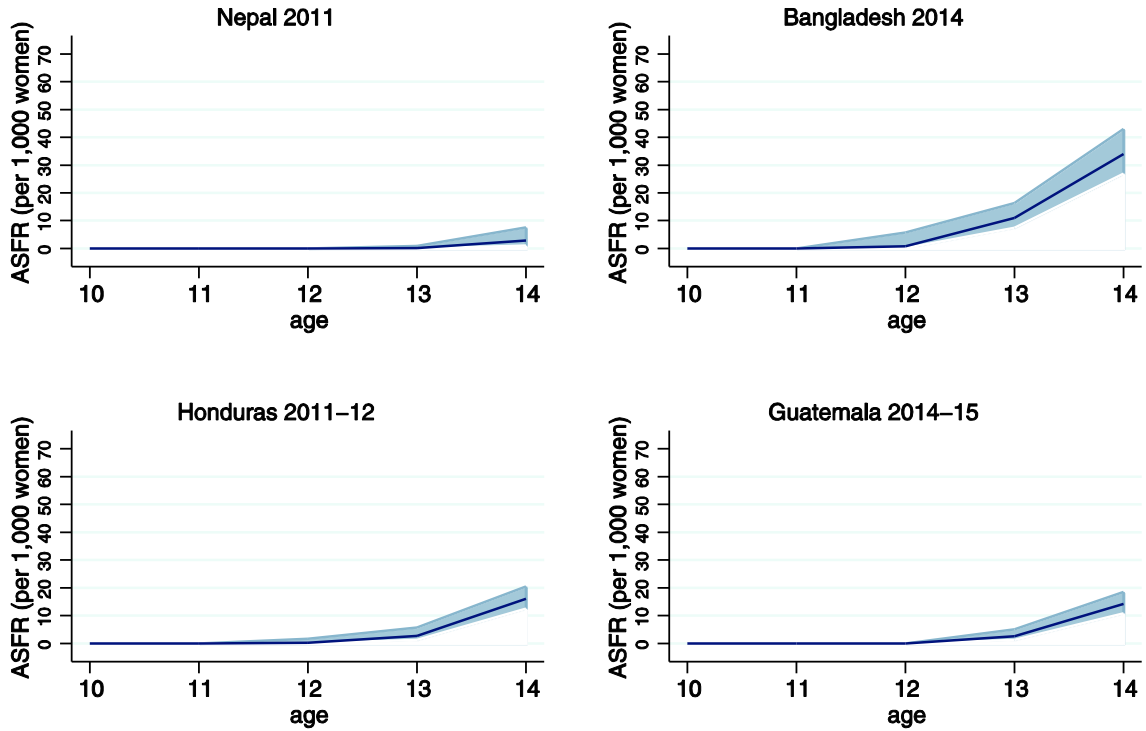 Nepal 2011
ASFR (per 1,000 women)
70
60
50
40
30
20
10
0
10 11 12 13 14
age
Bangladesh 2014
ASFR (per 1,000 women)
70
60
50
40
30
20
10
0
10 11 12 13 14
age
Honduras 2011–12
ASFR (per 1,000 women)
70
60
50
40
30
20
10
0
10 11 12 13 14
age
Guatemala 2014–15
ASFR (per 1,000 women)
70
60
50
40
30
20
10
0
10 11 12 13 14
age